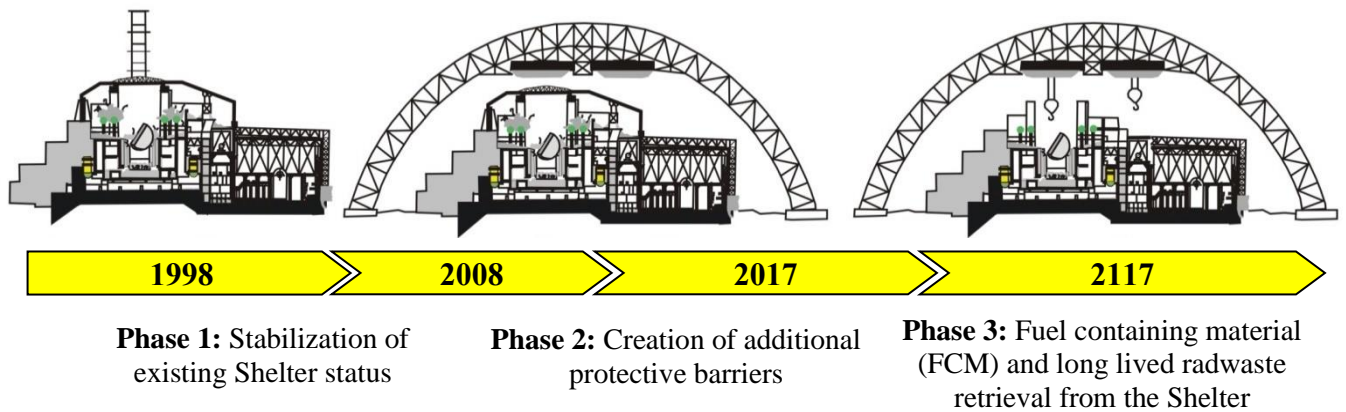 1998
2008
2017
2117
Phase 1: Stabilization of
existing Shelter status
Phase 2: Creation of additional
protective barriers
Phase 3: Fuel containing material
(FCM) and long lived radwaste
retrieval from the Shelter